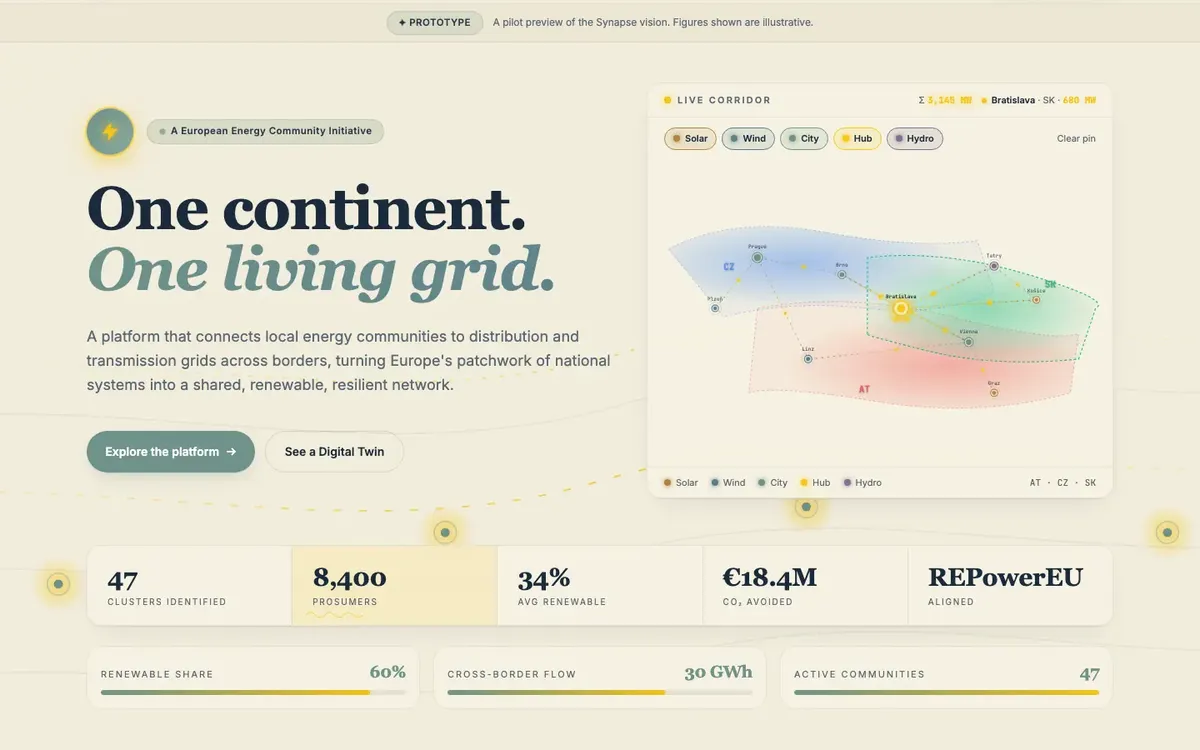 ✦ PROTOTYPE A pilot preview of the Synapse vision. Figures shown are illustrative.
A European Energy Community Initiative
One continent.
One living grid.
A platform that connects local energy communities to distribution and
transmission grids across borders, turning Europe's patchwork of national
systems into a shared, renewable, resilient network.
Explore the platform →
See a Digital Twin
LIVE CORRIDOR Σ 3,145 MW Bratislava · SK · 680 MW
Solar Wind City Hub Hydro Clear pin
Prague
Tatry
CZ
Brno
SK
Košice
Plzeň
Bratislava
Vienna
Linz
Graz
AT
Solar Wind City Hub Hydro AT · CZ · SK
47
CLUSTERS IDENTIFIED
8,400
PROSUMERS
34%
AVG RENEWABLE
€18.4M
CO₂ AVOIDED
REPowerEU
ALIGNED
RENEWABLE SHARE 60%
CROSS-BORDER FLOW 30 GWh
ACTIVE COMMUNITIES 47